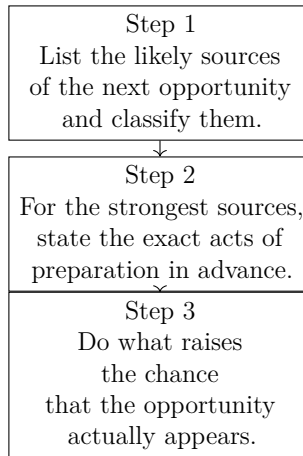 Step 1
List the likely sources
of the next opportunity
and classify them.
Step 2
For the strongest sources,
state the exact acts of
preparation in advance.
Step 3
Do what raises
the chance
that the opportunity
actually appears.